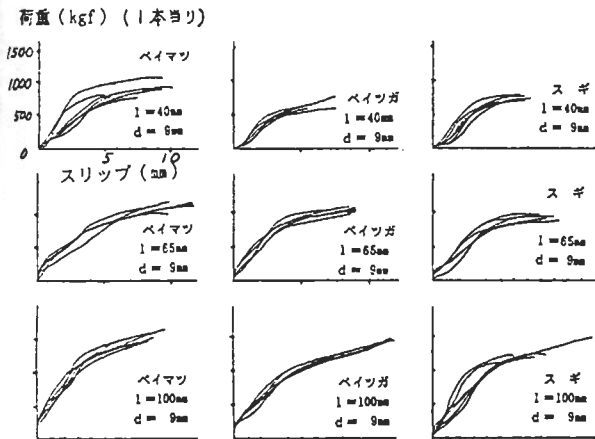 荷重(kgf)(1本当り)
1500
1000
500
0
5
10
スリップ(mm)
ベイマツ
l=40mm
d=9mm
ベイツガ
l=40mm
d=9mm
スギ
l=40mm
d=9mm
ベイマツ
l=65mm
d=9mm
ベイツガ
l=65mm
d=9mm
スギ
l=65mm
d=9mm
ベイマツ
l=100mm
d=9mm
ベイツガ
l=100mm
d=9mm
スギ
l=100mm
d=9mm